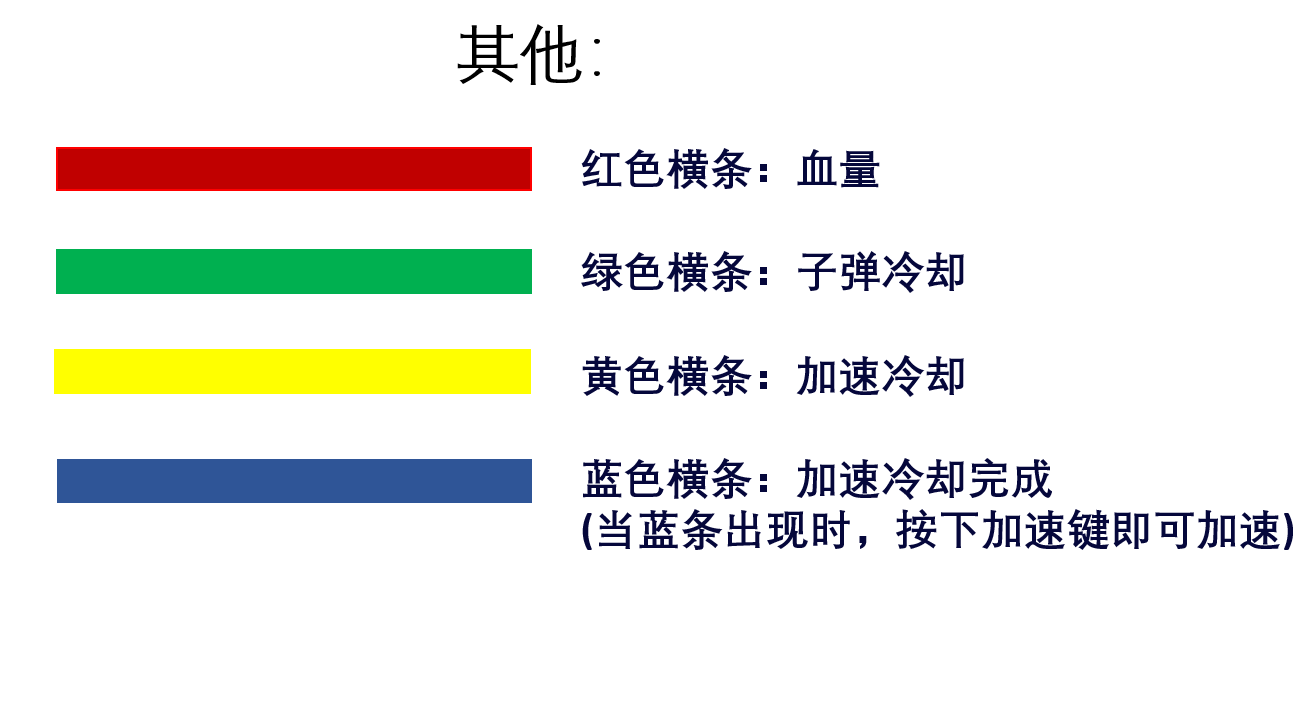 其他：
红色横条：血量
绿色横条：子弹冷却
黄色横条：加速冷却
蓝色横条：加速冷却完成
(当蓝条出现时，按下加速键即可加速)